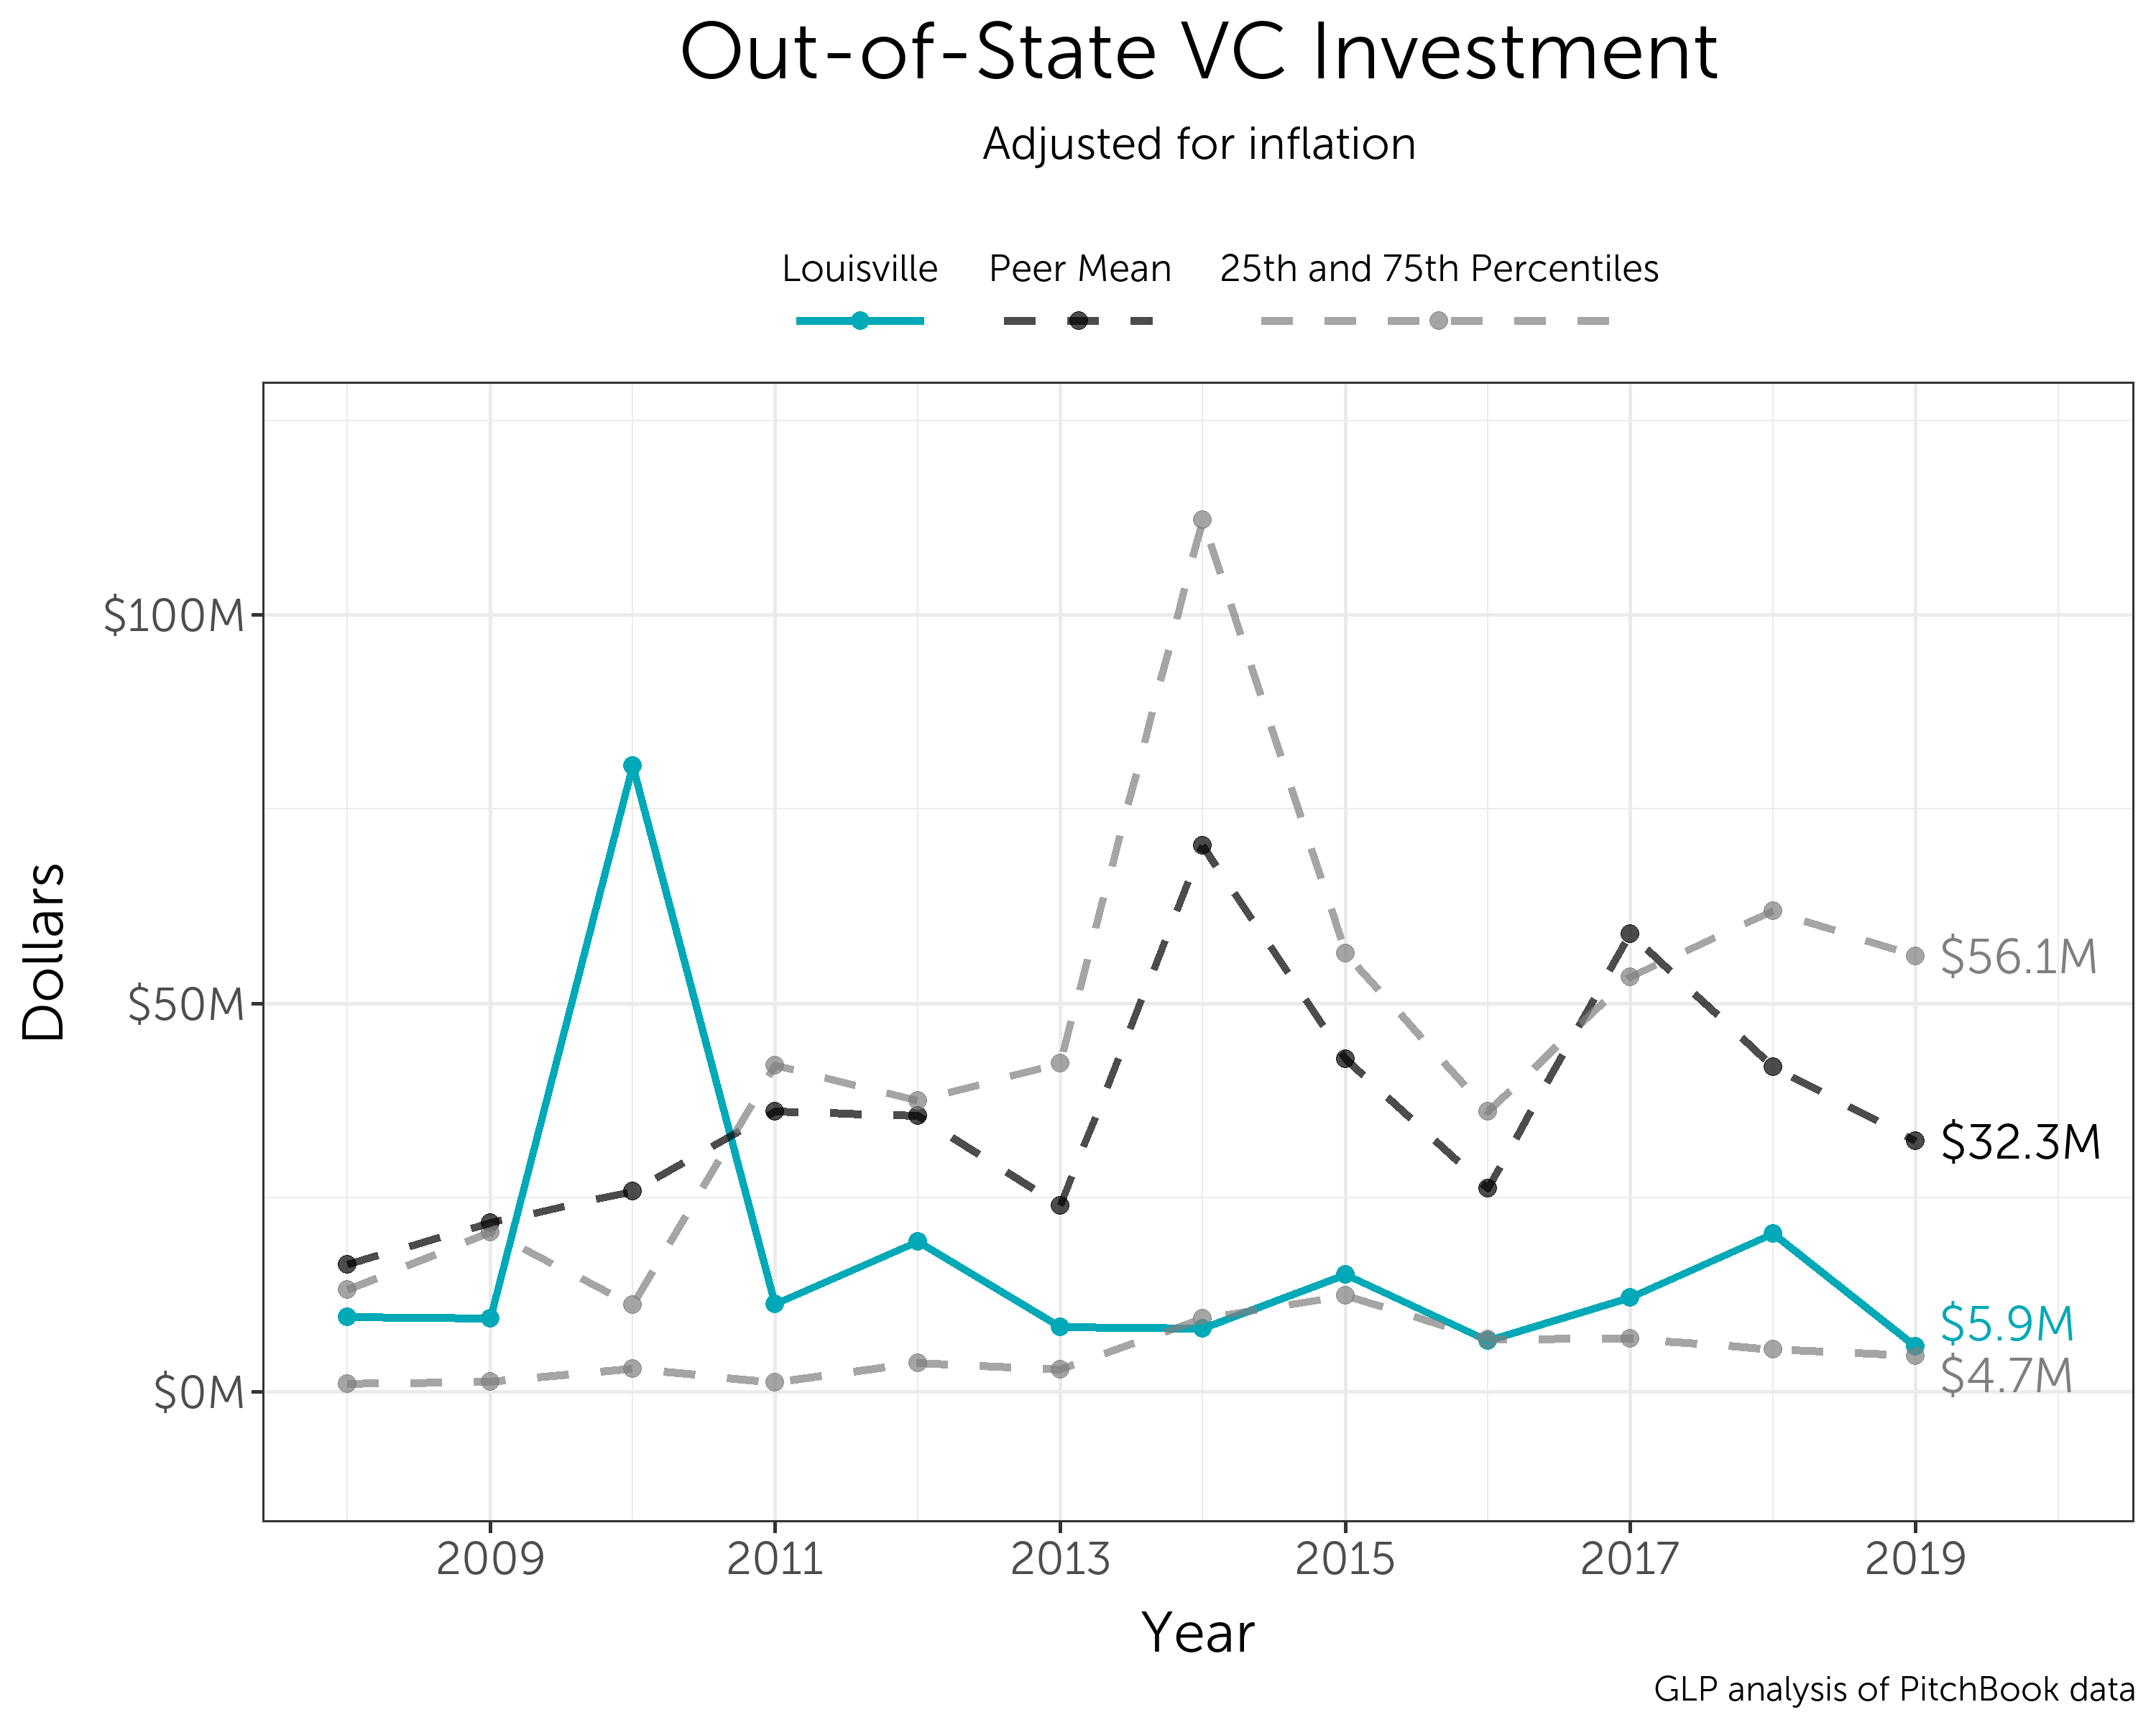 Out-of-State VC Investment
Adjusted for inflation
Louisville Peer Mean 25th and 75th Percentiles
$100M
$50M
$0M
Dollars
$56.1M
$32.3M
$5.9M
$4.7M
2009 2011 2013 2015 2017 2019
Year
GLP analysis of PitchBook data